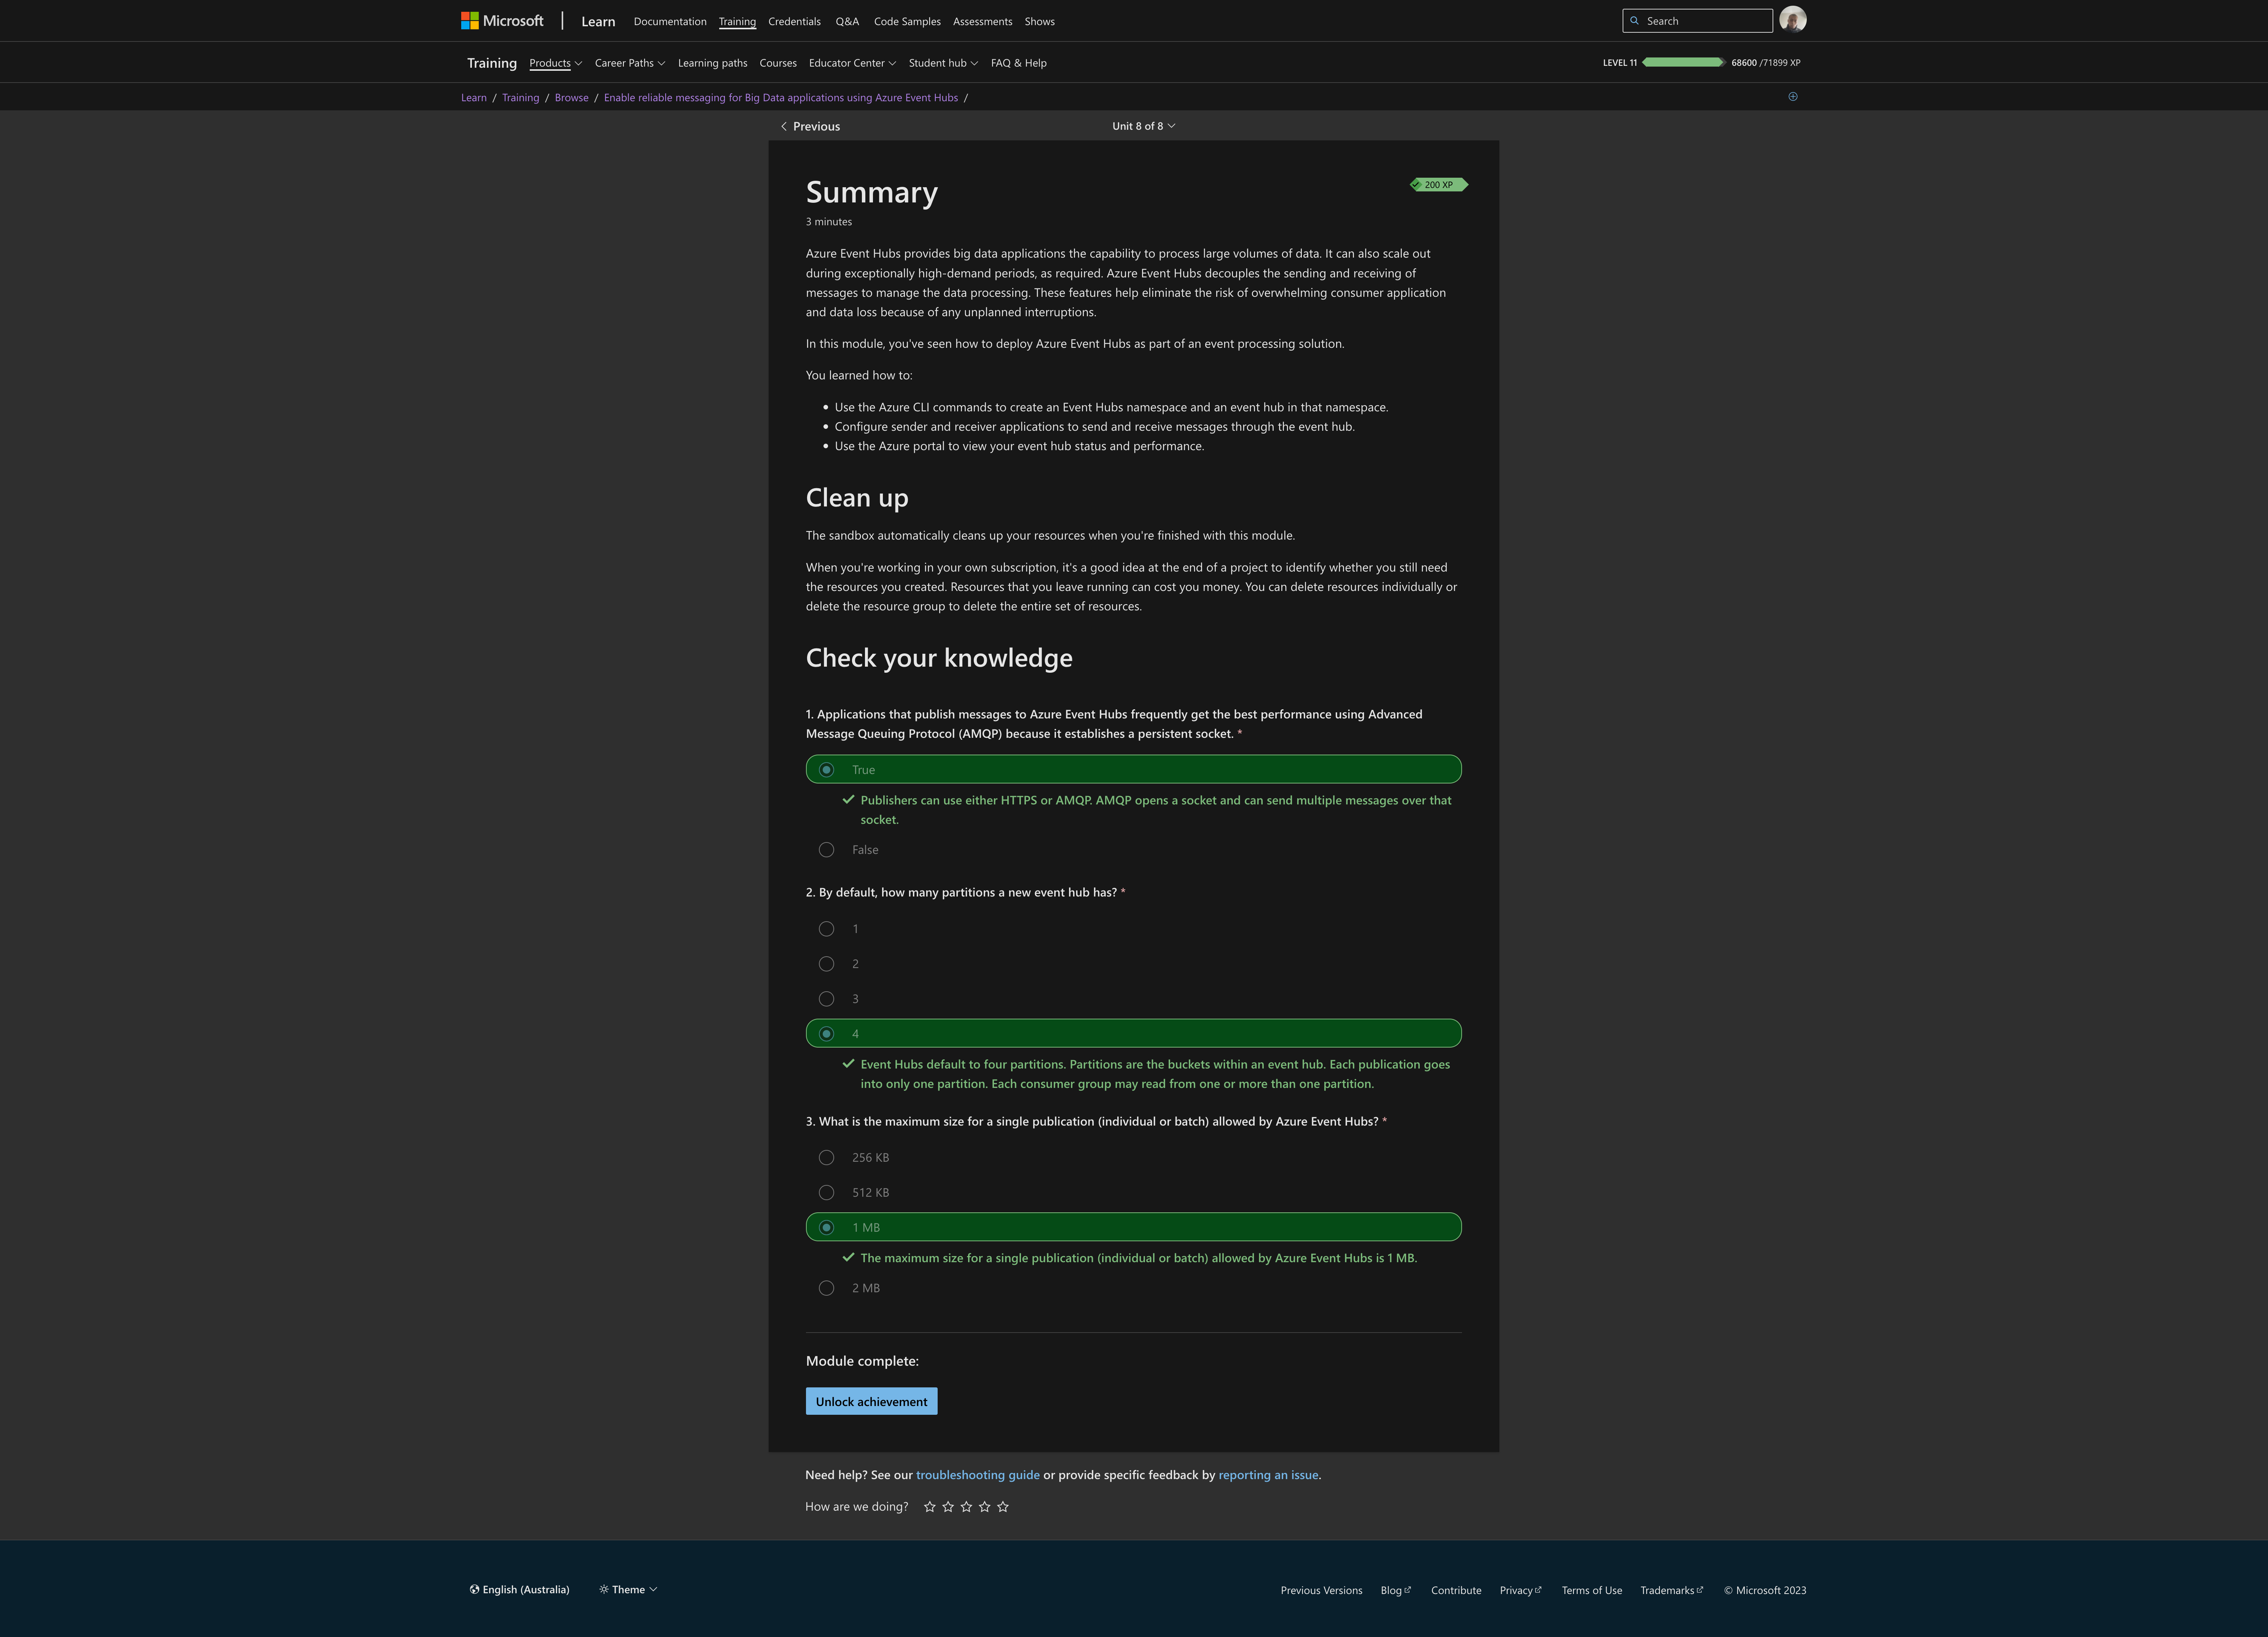 Microsoft | Learn Documentation Training Credentials Q&A Code Samples Assessments Shows Search
Training Products Career Paths Learning paths Courses Educator Center Student hub FAQ & Help LEVEL 11 68600 /71899 XP
Learn / Training / Browse / Enable reliable messaging for Big Data applications using Azure Event Hubs /
Previous Unit 8 of 8
Summary
200 XP
3 minutes
Azure Event Hubs provides big data applications the capability to process large volumes of data. It can also scale out
during exceptionally high-demand periods, as required. Azure Event Hubs decouples the sending and receiving of
messages to manage the data processing. These features help eliminate the risk of overwhelming consumer application
and data loss because of any unplanned interruptions.
In this module, you've seen how to deploy Azure Event Hubs as part of an event processing solution.
You learned how to:
• Use the Azure CLI commands to create an Event Hubs namespace and an event hub in that namespace.
• Configure sender and receiver applications to send and receive messages through the event hub.
• Use the Azure portal to view your event hub status and performance.
Clean up
The sandbox automatically cleans up your resources when you're finished with this module.
When you're working in your own subscription, it's a good idea at the end of a project to identify whether you still need
the resources you created. Resources that you leave running can cost you money. You can delete resources individually or
delete the resource group to delete the entire set of resources.
Check your knowledge
1. Applications that publish messages to Azure Event Hubs frequently get the best performance using Advanced
Message Queuing Protocol (AMQP) because it establishes a persistent socket. *
True
Publishers can use either HTTPS or AMQP. AMQP opens a socket and can send multiple messages over that
socket.
False
2. By default, how many partitions a new event hub has? *
1
2
3
4
Event Hubs default to four partitions. Partitions are the buckets within an event hub. Each publication goes
into only one partition. Each consumer group may read from one or more than one partition.
3. What is the maximum size for a single publication (individual or batch) allowed by Azure Event Hubs? *
256 KB
512 KB
1 MB
The maximum size for a single publication (individual or batch) allowed by Azure Event Hubs is 1 MB.
2 MB
Module complete:
Unlock achievement
Need help? See our troubleshooting guide or provide specific feedback by reporting an issue.
How are we doing?
English (Australia) Theme Previous Versions Blog Contribute Privacy Terms of Use Trademarks © Microsoft 2023